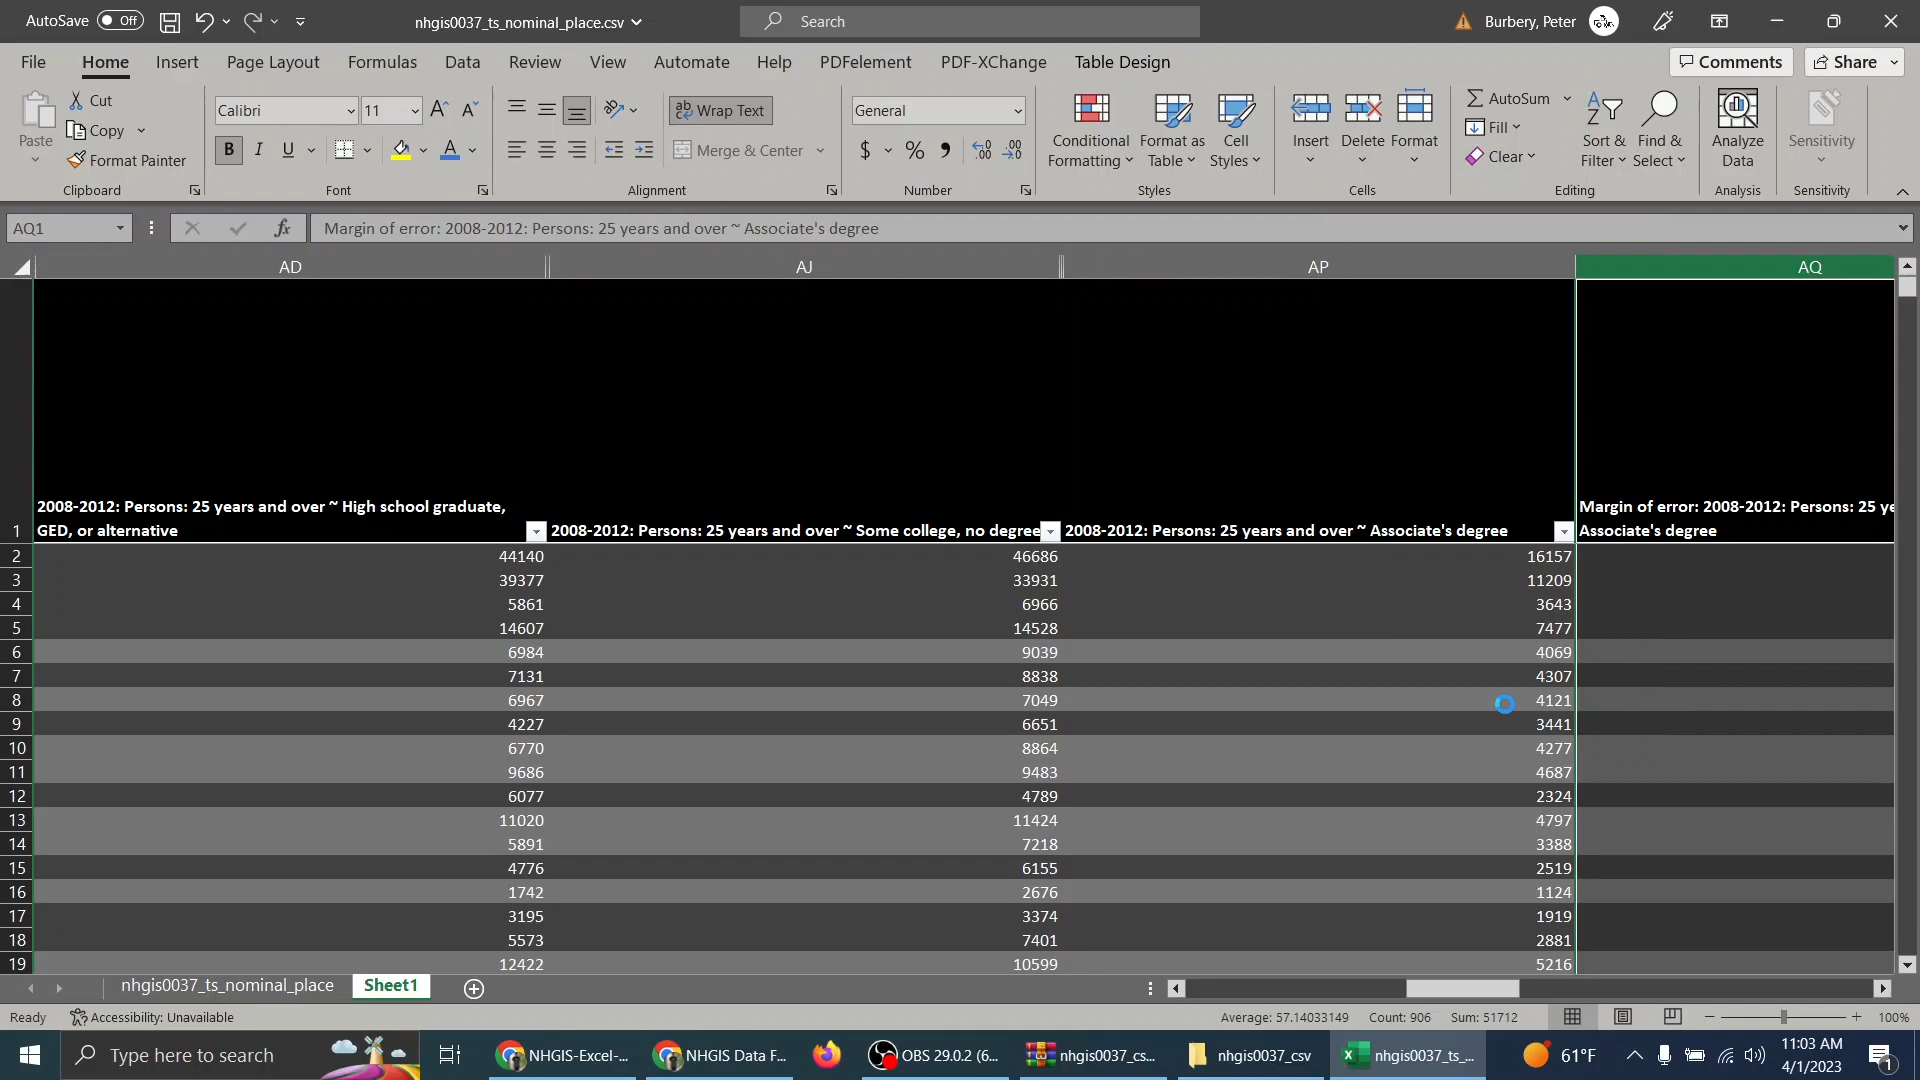 AutoSave Off
nhgis0037_ts_nominal_place.csv
Search
Burbery, Peter
File Home Insert Page Layout Formulas Data Review View Automate Help PDFelement PDF-XChange Table Design
Comments Share
Paste
Cut
Copy
Format Painter
Clipboard
Calibri 11
B I U
Font
ab Wrap Text
Merge & Center
Alignment
General
$ % 9
Number
Conditional Formatting
Format as Table
Cell Styles
Styles
Insert Delete Format
Cells
AutoSum
Fill
Clear
Sort & Filter
Find & Select
Editing
Analyze Data
Analysis
Sensitivity
Sensitivity
AQ1
fx
Margin of error: 2008-2012: Persons: 25 years and over ~ Associate's degree
AD AJ AP AQ
2008-2012: Persons: 25 years and over ~ High school graduate,
GED, or alternative
2008-2012: Persons: 25 years and over ~ Some college, no degree
2008-2012: Persons: 25 years and over ~ Associate's degree
Margin of error: 2008-2012: Persons: 25 ye
Associate's degree
1
2 44140 46686 16157
3 39377 33931 11209
4 5861 6966 3643
5 14607 14528 7477
6 6984 9039 4069
7 7131 8838 4307
8 6967 7049 4121
9 4227 6651 3441
10 6770 8864 4277
11 9686 9483 4687
12 6077 4789 2324
13 11020 11424 4797
14 5891 7218 3388
15 4776 6155 2519
16 1742 2676 1124
17 3195 3374 1919
18 5573 7401 2881
19 12422 10599 5216
nhgis0037_ts_nominal_place Sheet1
Ready Accessibility: Unavailable
Average: 57.14033149 Count: 906 Sum: 51712
100%
Type here to search
NHGIS-Excel-...
NHGIS Data F...
OBS 29.0.2 (6...
nhgis0037_cs...
nhgis0037_csv
nhgis0037_ts_...
61°F
11:03 AM
4/1/2023
1